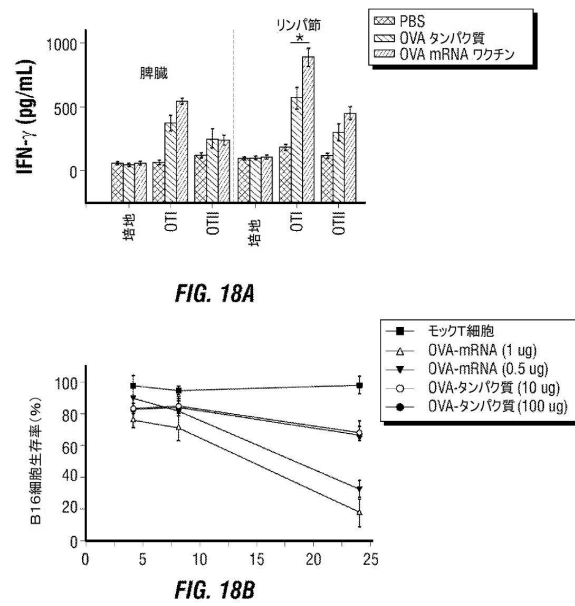 PBS
OVA タンパク質
OVA mRNA ワクチン
リンパ節
*
脾臓
IFN-γ (pg/mL)
1000
500
0
培地
OTI
OTII
培地
OTI
OTII
FIG. 18A
モックT細胞
OVA-mRNA (1 ug)
OVA-mRNA (0.5 ug)
OVA-タンパク質 (10 ug)
OVA-タンパク質 (100 ug)
B16細胞生存率(%)
100
80
60
40
20
0
0
5
10
15
20
25
FIG. 18B